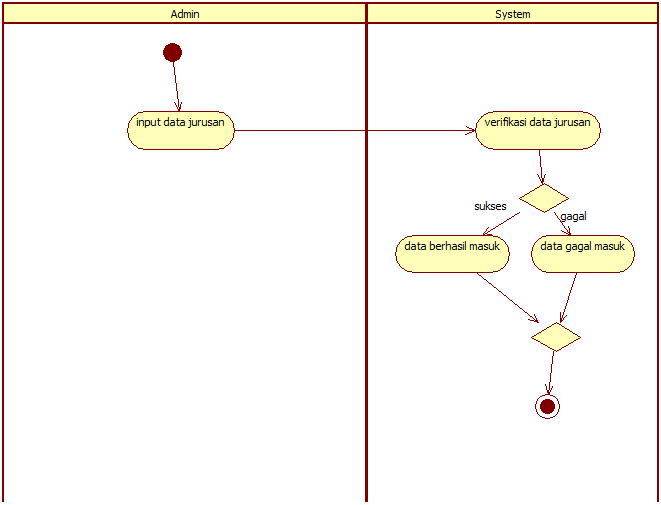 Admin
System
input data jurusan
verifikasi data jurusan
sukses
gagal
data berhasil masuk
data gagal masuk